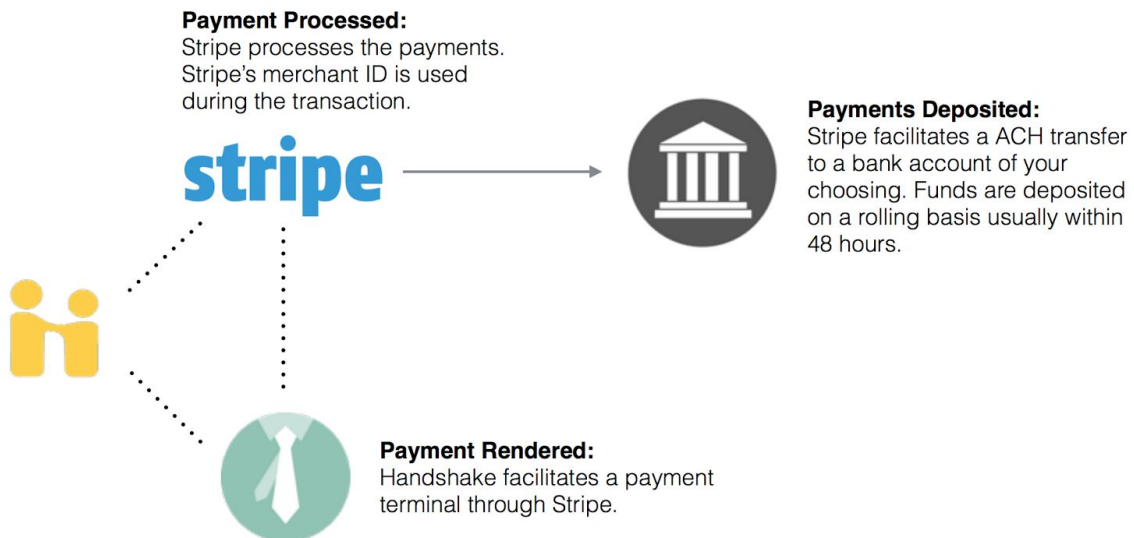 Payment Processed:
Stripe processes the payments.
Stripe's merchant ID is used
during the transaction.
stripe
Payments Deposited:
Stripe facilitates a ACH transfer
to a bank account of your
choosing. Funds are deposited
on a rolling basis usually within
48 hours.
Payment Rendered:
Handshake facilitates a payment
terminal through Stripe.